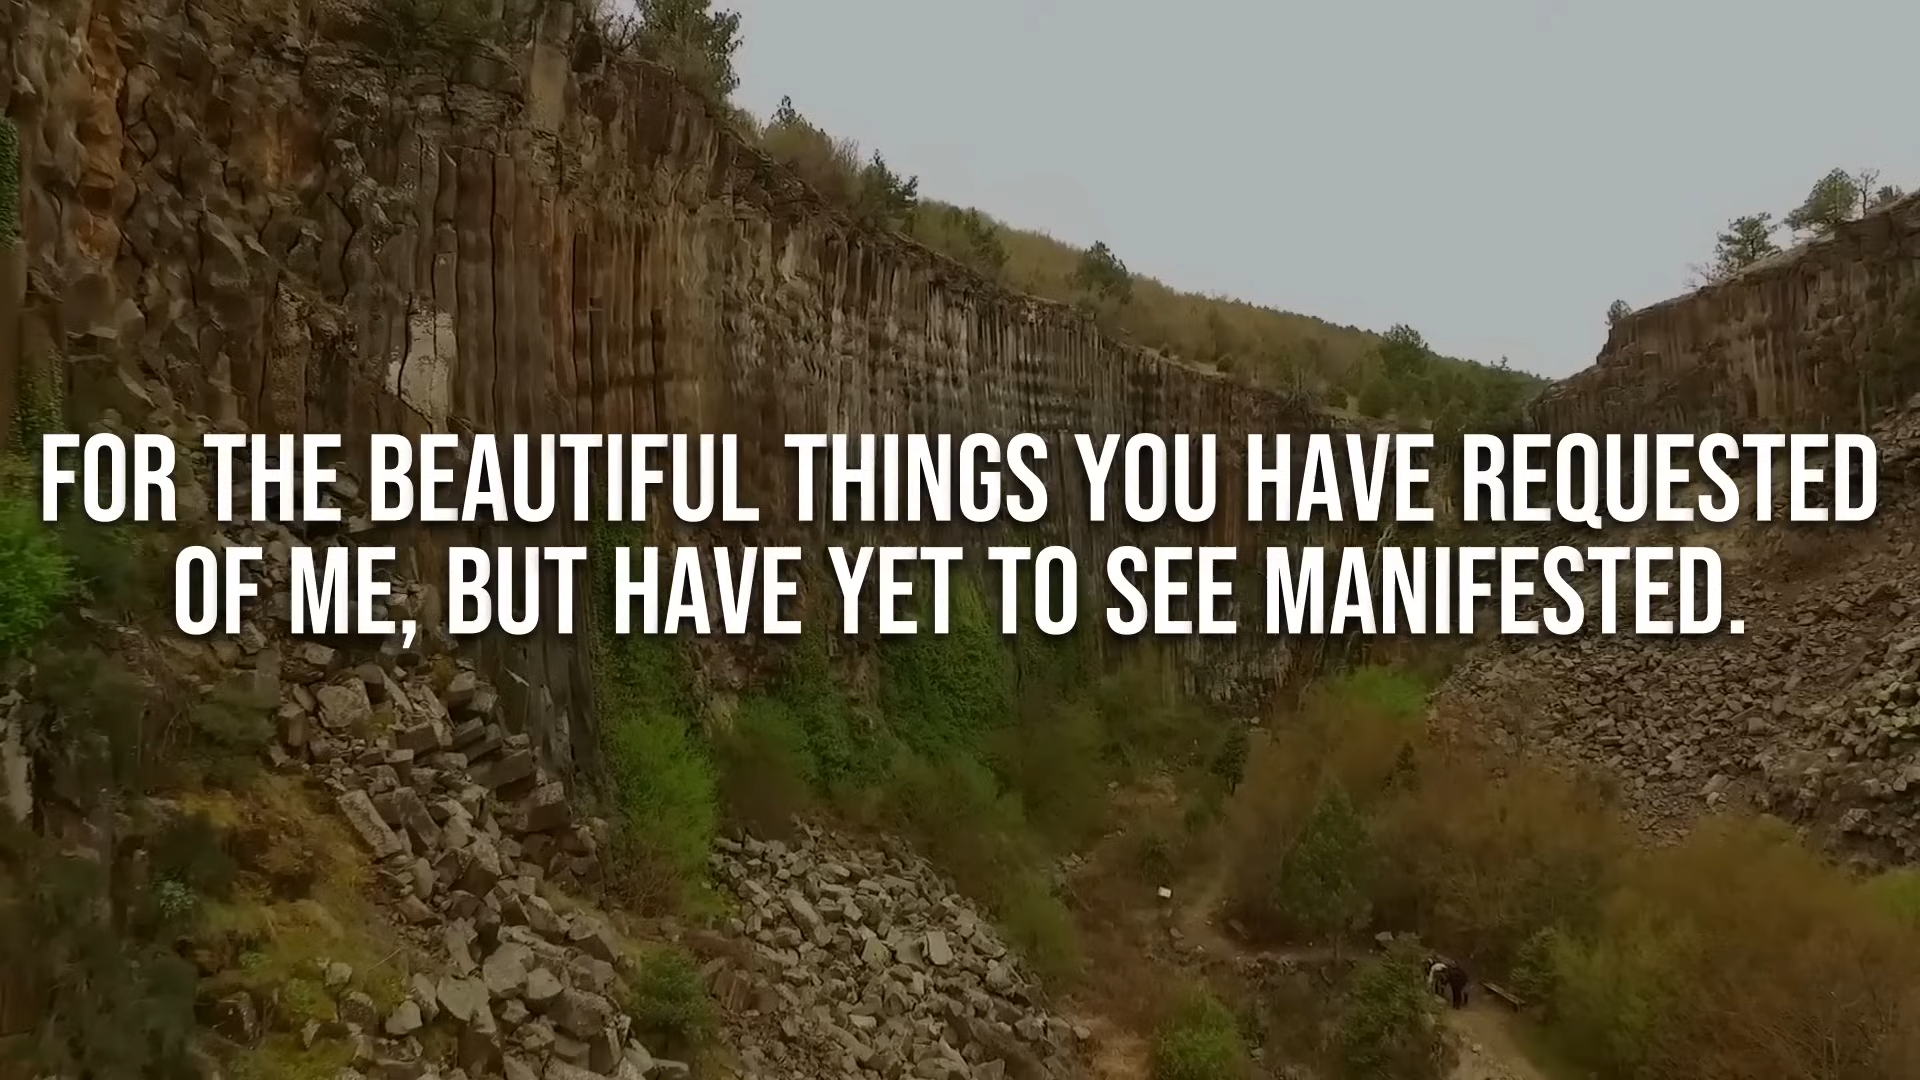 FOR THE BEAUTIFUL THINGS YOU HAVE REQUESTED
OF ME, BUT HAVE YET TO SEE MANIFESTED.